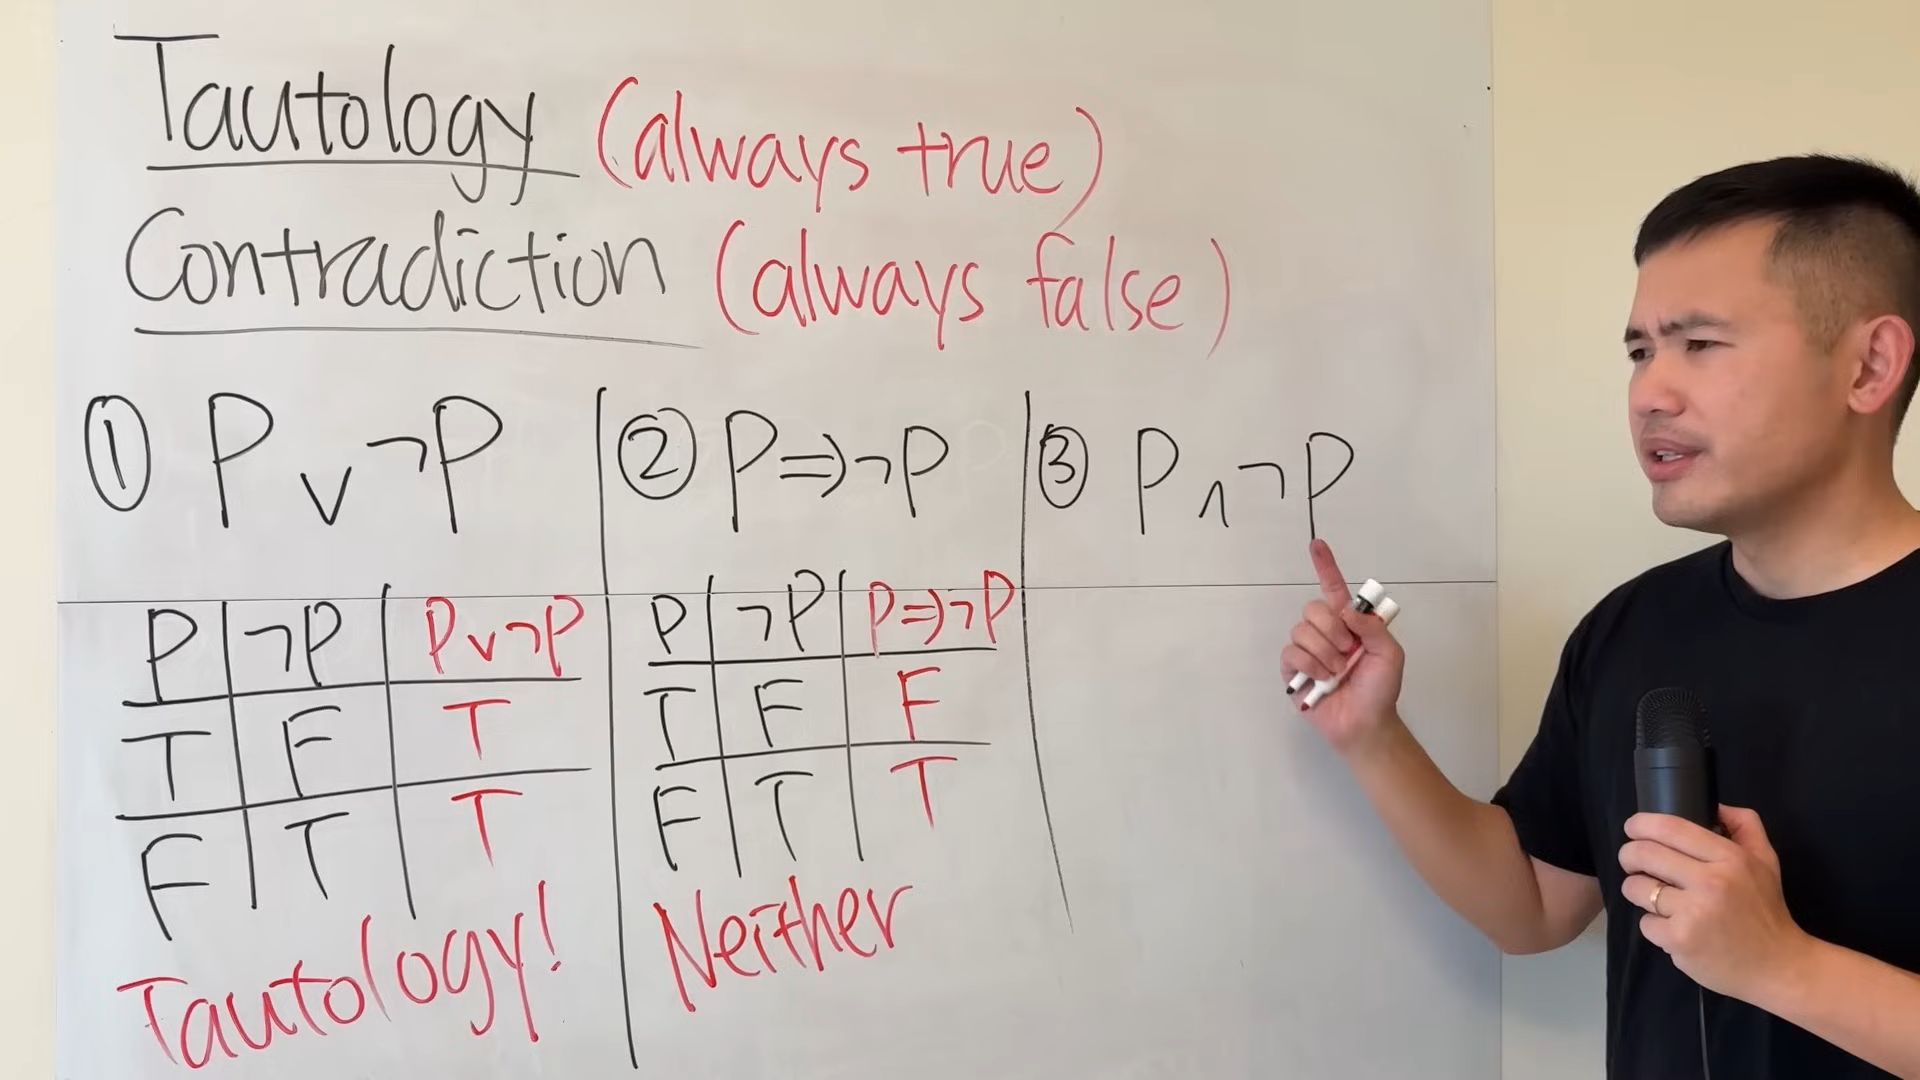 Tautology (always true)
Contradiction (always false)
① P ∨ ¬P
② P ⇒ ¬P
③ P ∧ ¬P
P ¬P P∨¬P
T F T
F T T
Tautology!
P ¬P P⇒¬P
T F F
F T T
Neither